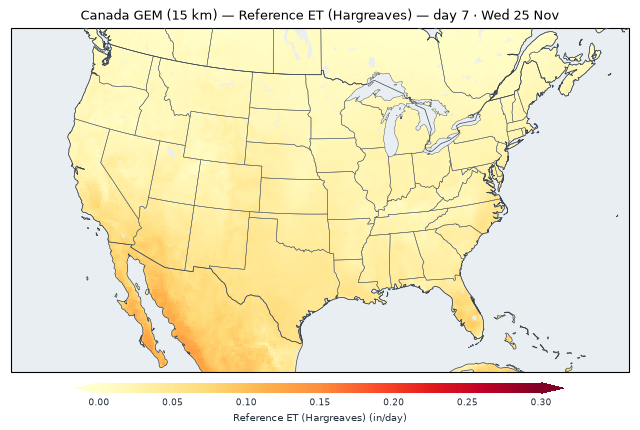 Canada GEM (15 km) — Reference ET (Hargreaves) — day 7 · Wed 25 Nov
0.00 0.05 0.10 0.15 0.20 0.25 0.30
Reference ET (Hargreaves) (in/day)